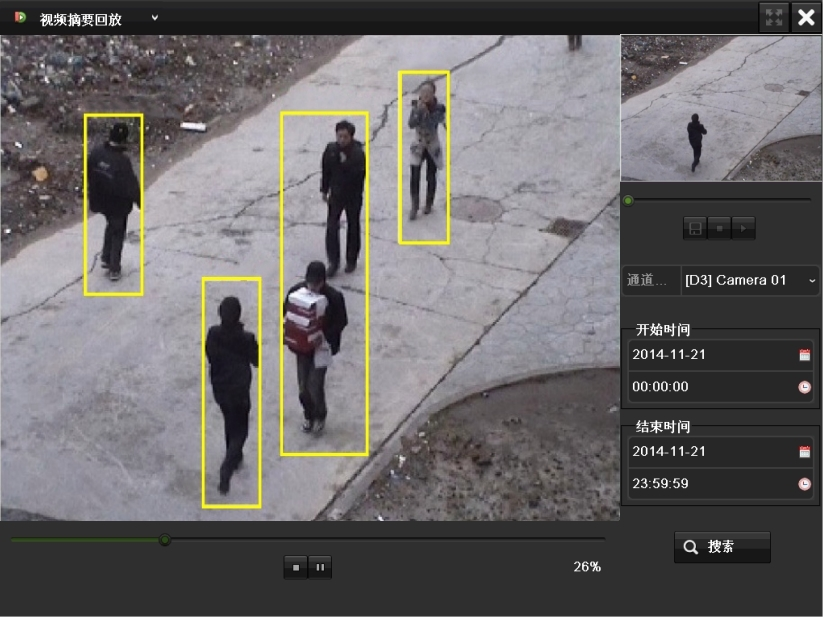 视频摘要回放
通道...
[D3] Camera 01
开始时间
2014-11-21
00:00:00
结束时间
2014-11-21
23:59:59
搜索
26%